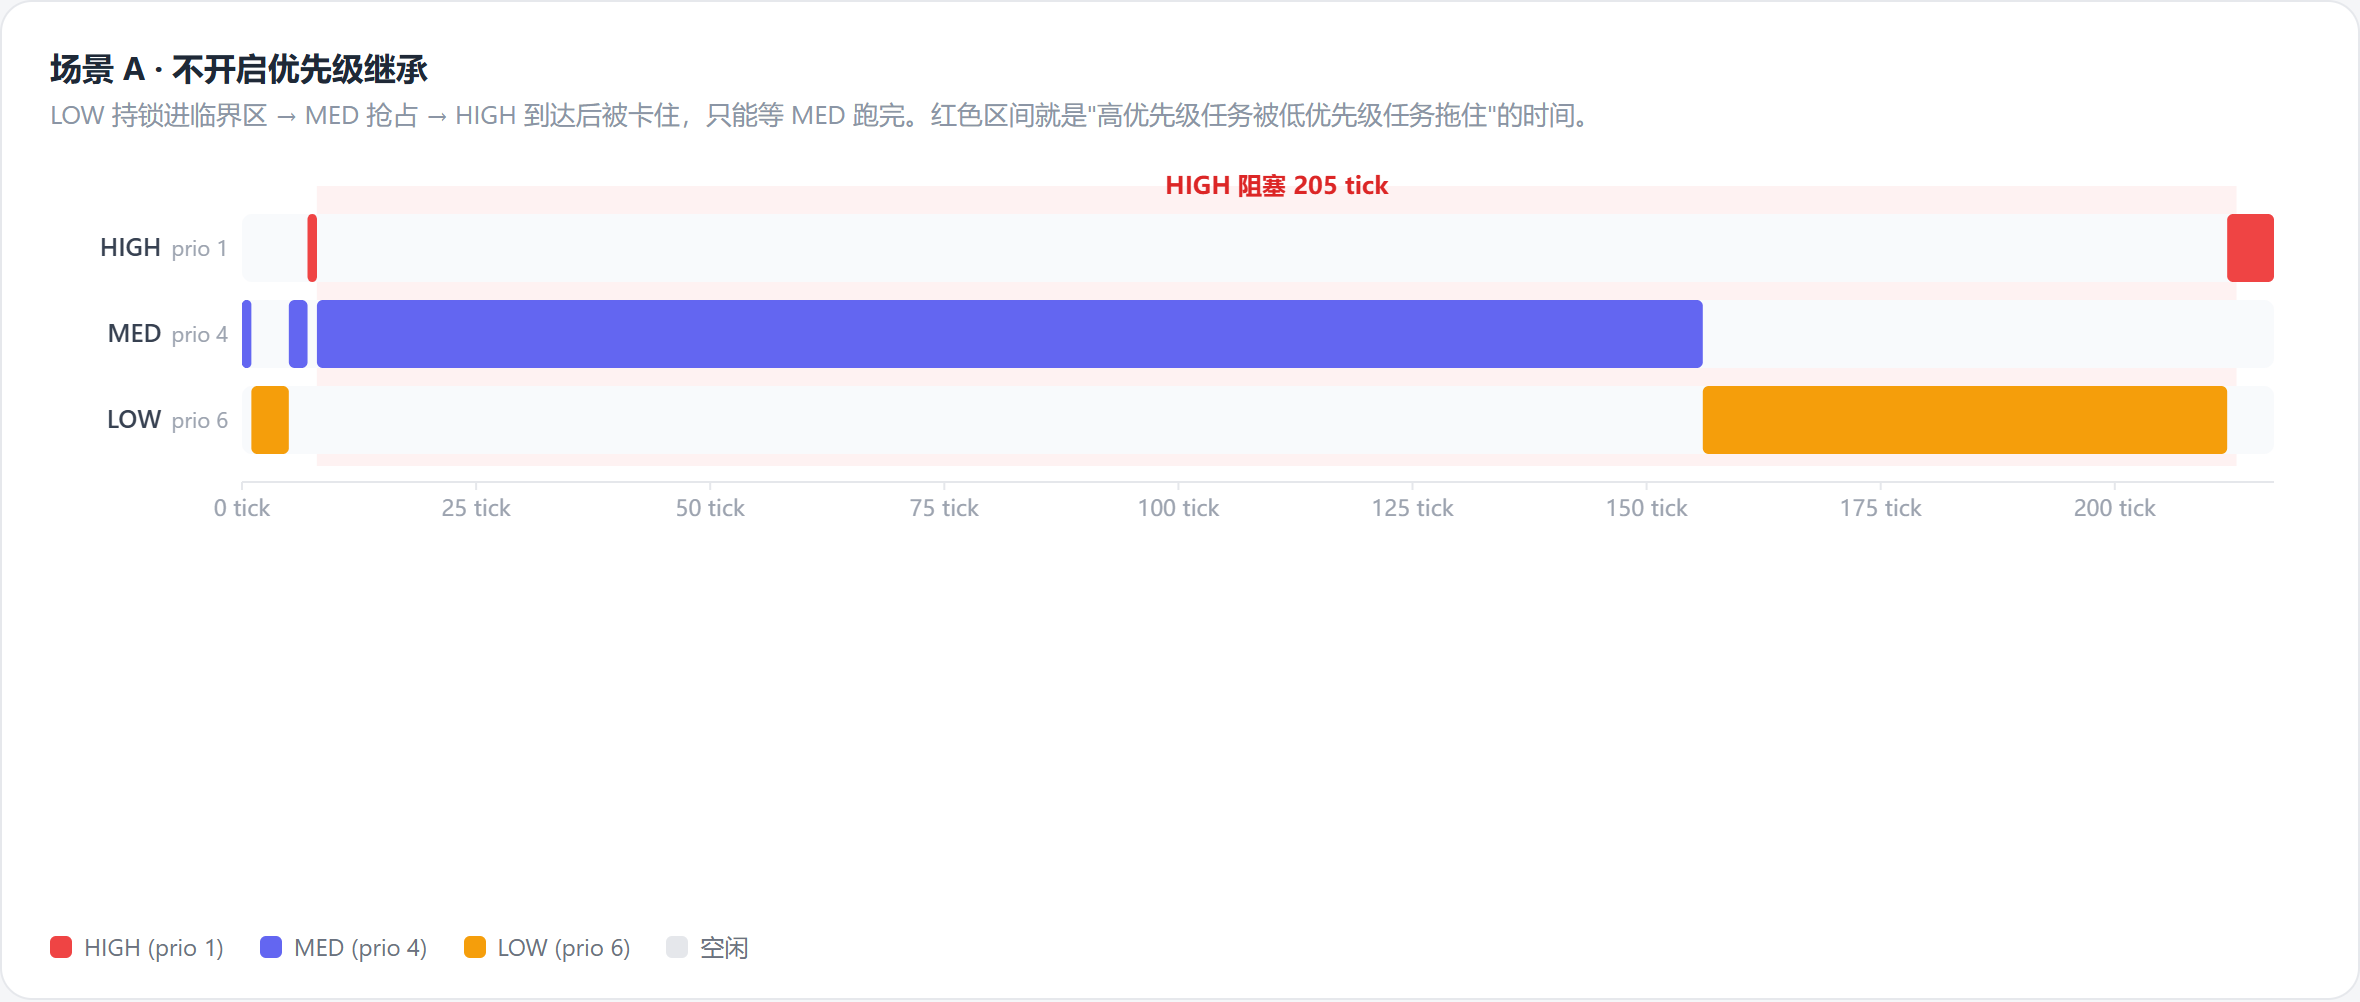 场景 A · 不开启优先级继承
LOW 持锁进临界区 → MED 抢占 → HIGH 到达后被卡住，只能等 MED 跑完。红色区间就是"高优先级任务被低优先级任务拖住"的时间。
HIGH 阻塞 205 tick
HIGH prio 1
MED prio 4
LOW prio 6
0 tick 25 tick 50 tick 75 tick 100 tick 125 tick 150 tick 175 tick 200 tick
HIGH (prio 1) MED (prio 4) LOW (prio 6) 空闲